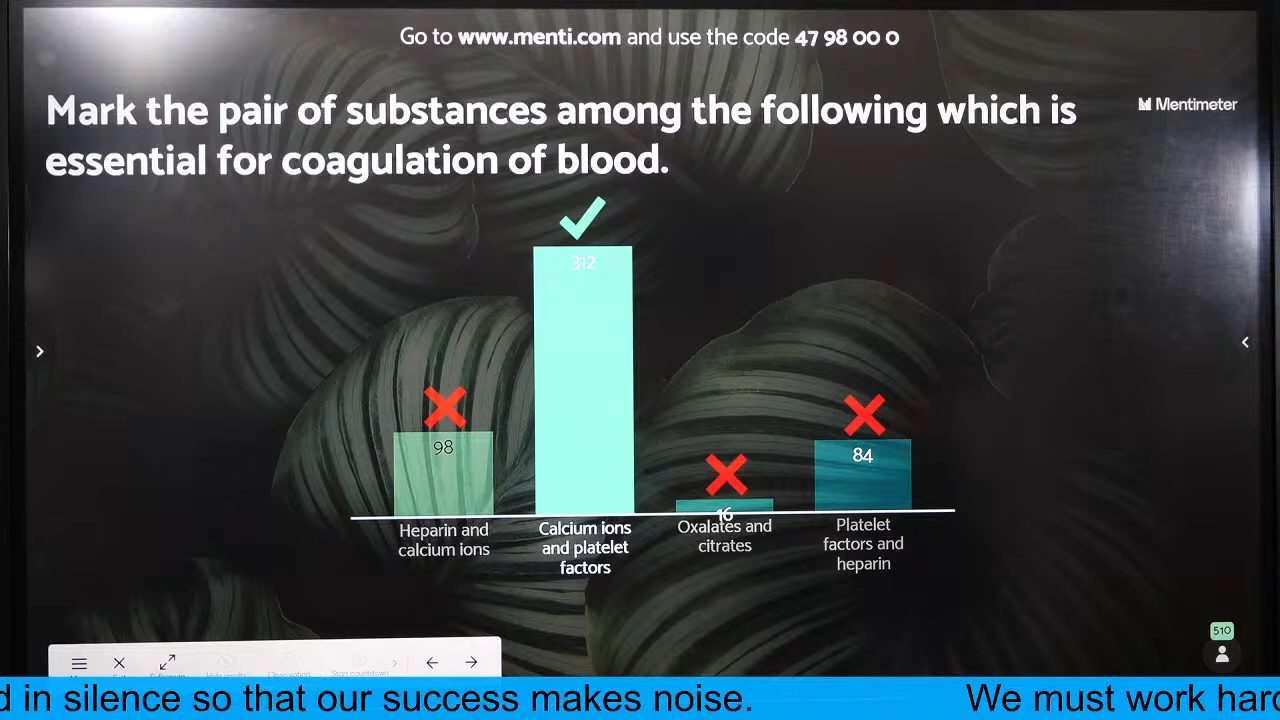 Go to www.menti.com and use the code 47 98 00 0
Mentimeter
Mark the pair of substances among the following which is
essential for coagulation of blood.
312
98
84
16
Heparin and
calcium ions
Calcium ions
and platelet
factors
Oxalates and
citrates
Platelet
factors and
heparin
510
in silence so that our success makes noise.
We must work hard